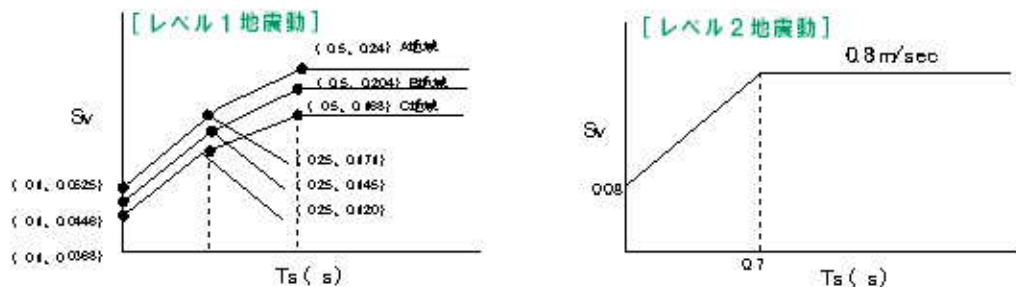 [レベル1地震動]
(0.5、0.24) A地域
(0.5、0.204) B地域
(0.5、0.168) C地域
Sv
(0.25、0.171)
(0.25、0.145)
(0.25、0.120)
(0.1、0.0525)
(0.1、0.0446)
(0.1、0.0368)
Ts( s)
[レベル2地震動]
0.8m/sec
Sv
0.08
0.7
Ts( s)